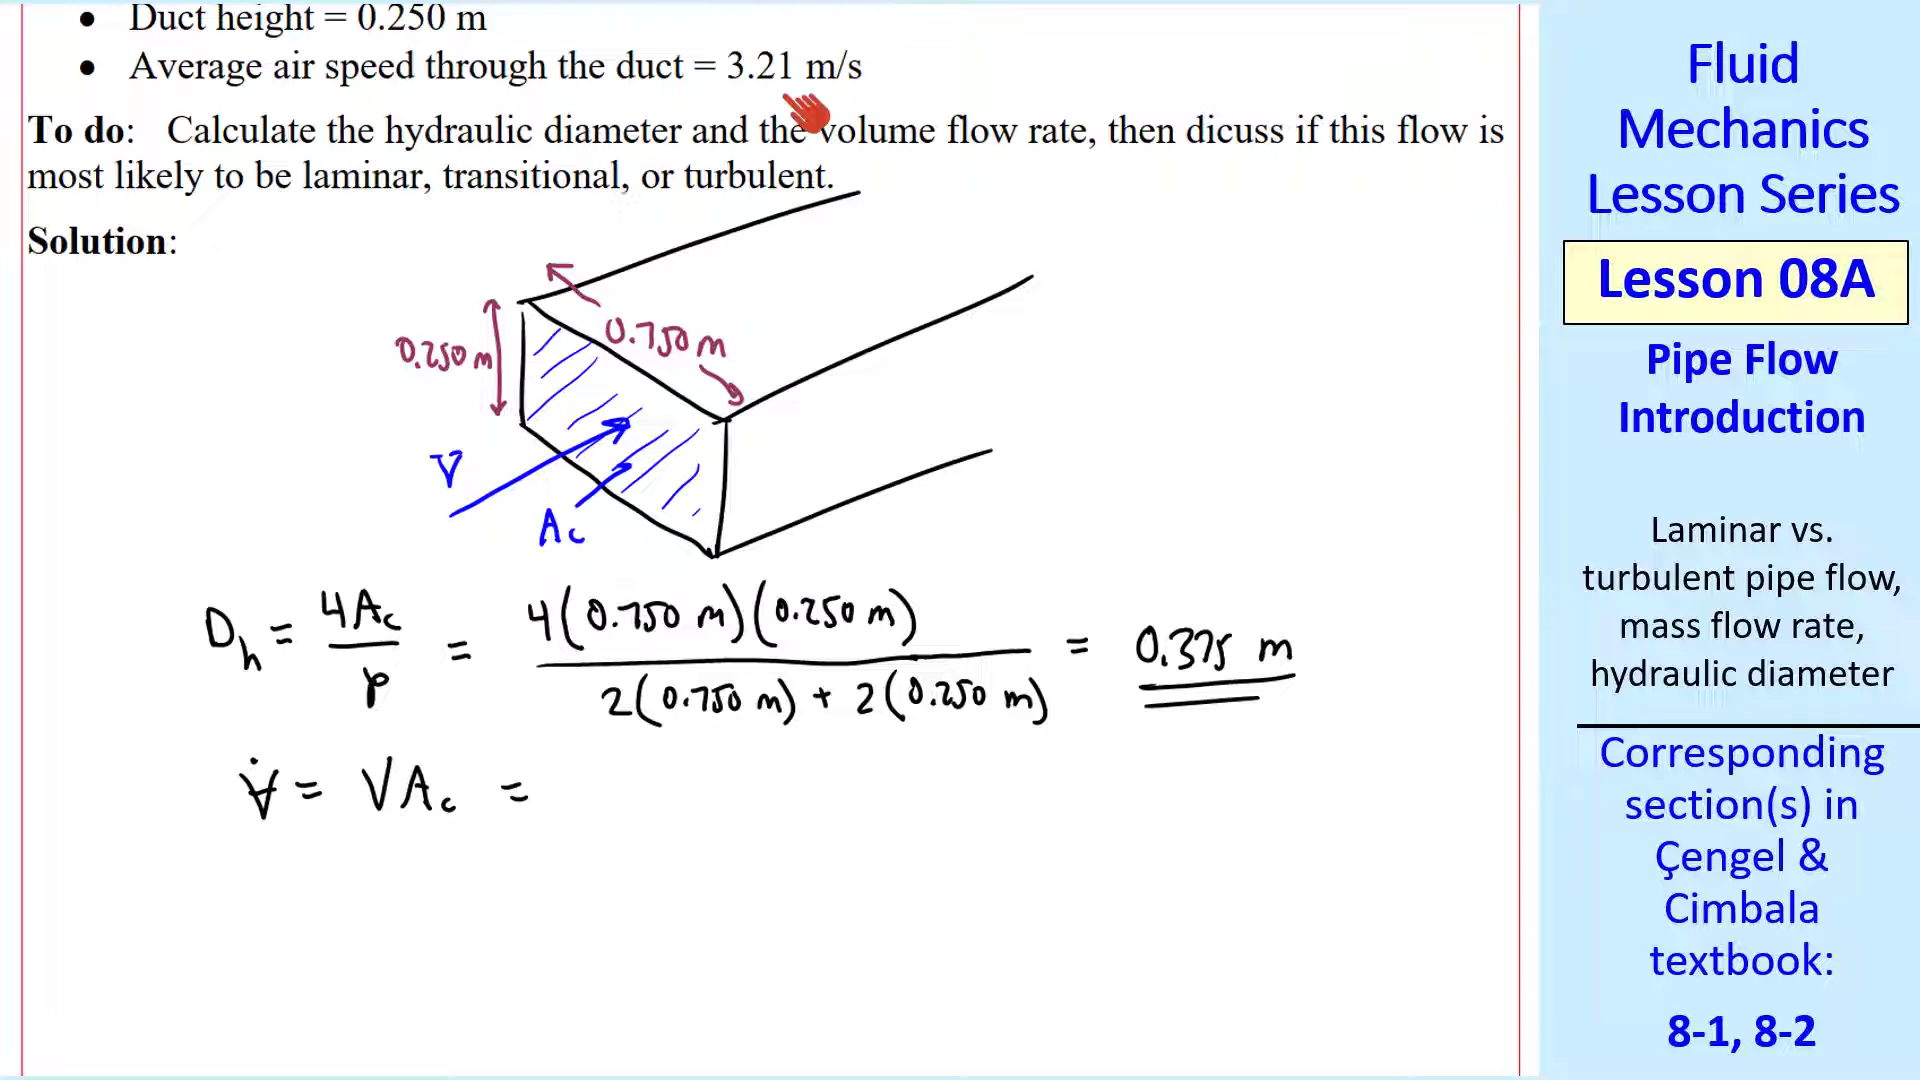 • Duct height = 0.250 m
• Average air speed through the duct = 3.21 m/s
To do: Calculate the hydraulic diameter and the volume flow rate, then dicuss if this flow is
most likely to be laminar, transitional, or turbulent.
Solution:
0.250 m
0.750 m
V
Ac
Dh = 4Ac / p = 4(0.750 m)(0.250 m) / 2(0.750 m) + 2(0.250 m) = 0.375 m
V̶̇ = VAc =
Fluid
Mechanics
Lesson Series
Lesson 08A
Pipe Flow
Introduction
Laminar vs.
turbulent pipe flow,
mass flow rate,
hydraulic diameter
Corresponding
section(s) in
Çengel &
Cimbala
textbook:
8-1, 8-2